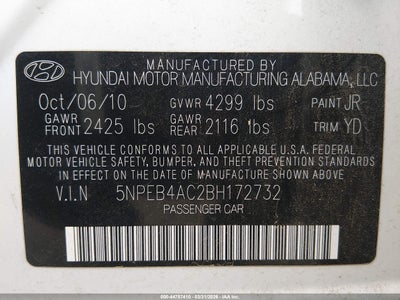 MANUFACTURED BY
HYUNDAI MOTOR MANUFACTURING ALABAMA, LLC
Oct/06/10 GVWR 4299 lbs PAINT JR
GAWR FRONT 2425 lbs GAWR REAR 2116 lbs TRIM YD
THIS VEHICLE CONFORMS TO ALL APPLICABLE U.S.A. FEDERAL
MOTOR VEHICLE SAFETY, BUMPER, AND THEFT PREVENTION
STANDARDS IN EFFECT ON THE DATE OF MANUFACTURE SHOWN ABOVE.
V.I.N 5NPEB4AC2BH172732
PASSENGER CAR